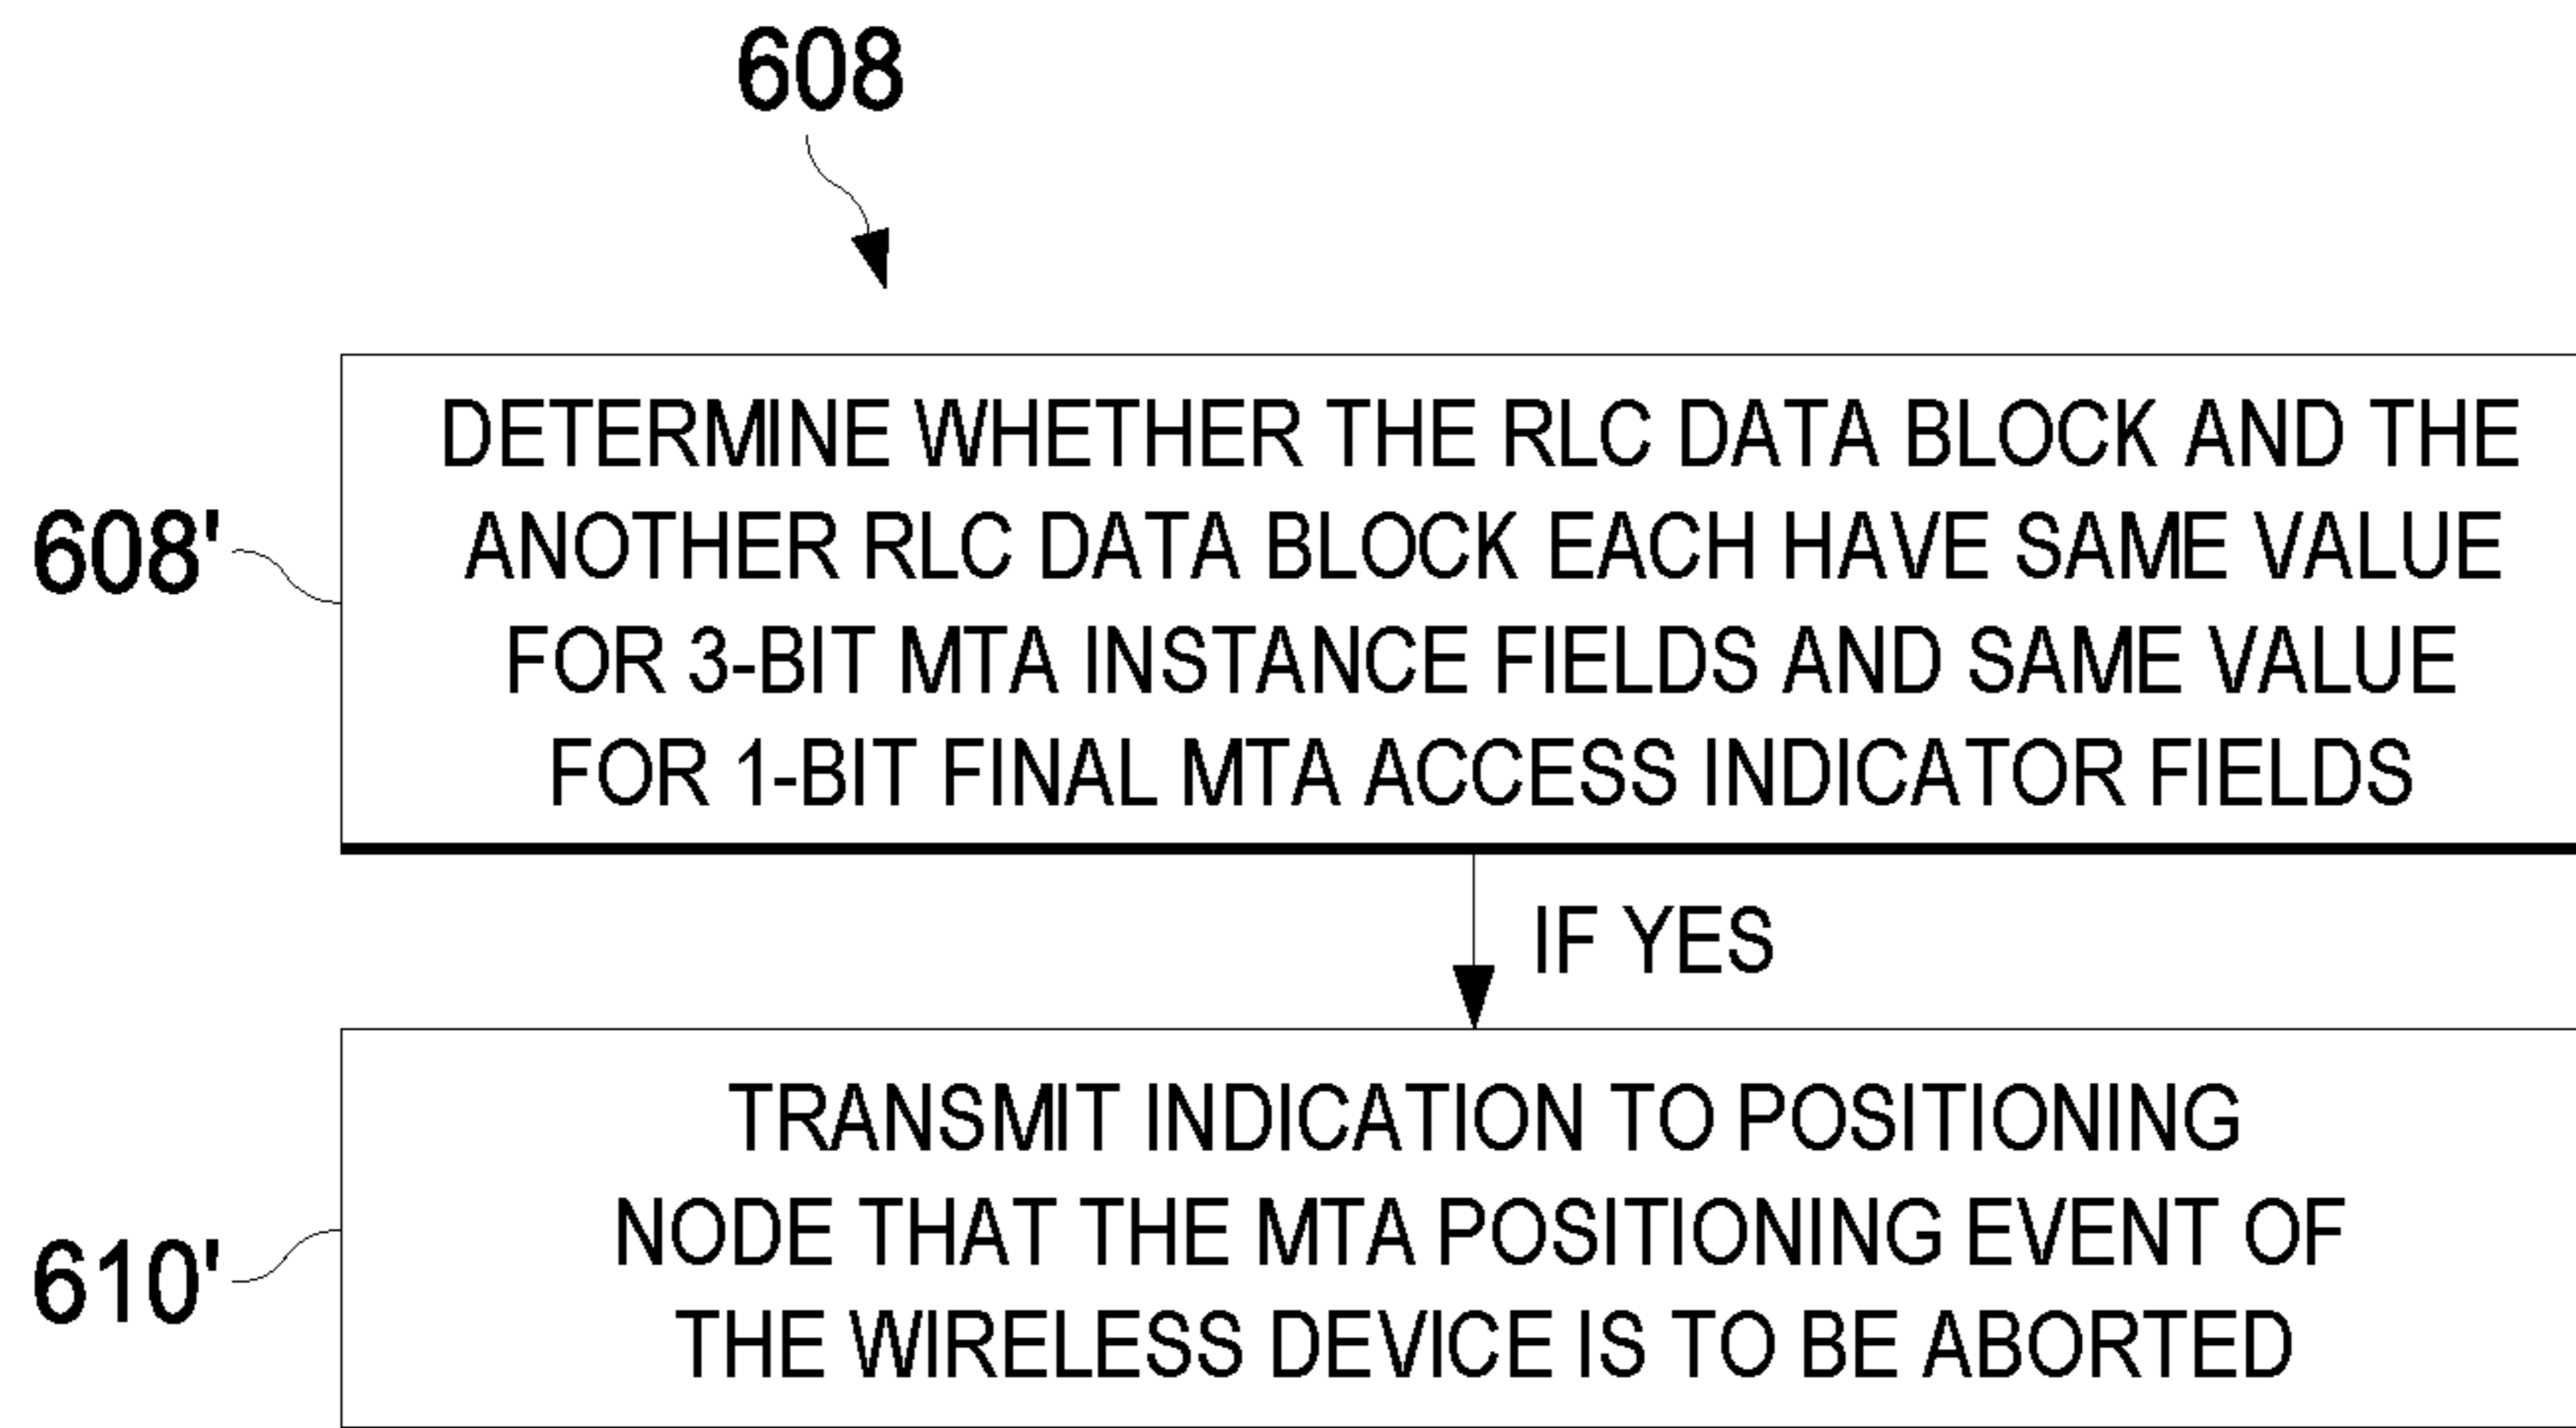 608
DETERMINE WHETHER THE RLC DATA BLOCK AND THE
ANOTHER RLC DATA BLOCK EACH HAVE SAME VALUE
FOR 3-BIT MTA INSTANCE FIELDS AND SAME VALUE
FOR 1-BIT FINAL MTA ACCESS INDICATOR FIELDS
608'
IF YES
TRANSMIT INDICATION TO POSITIONING
NODE THAT THE MTA POSITIONING EVENT OF
THE WIRELESS DEVICE IS TO BE ABORTED
610'